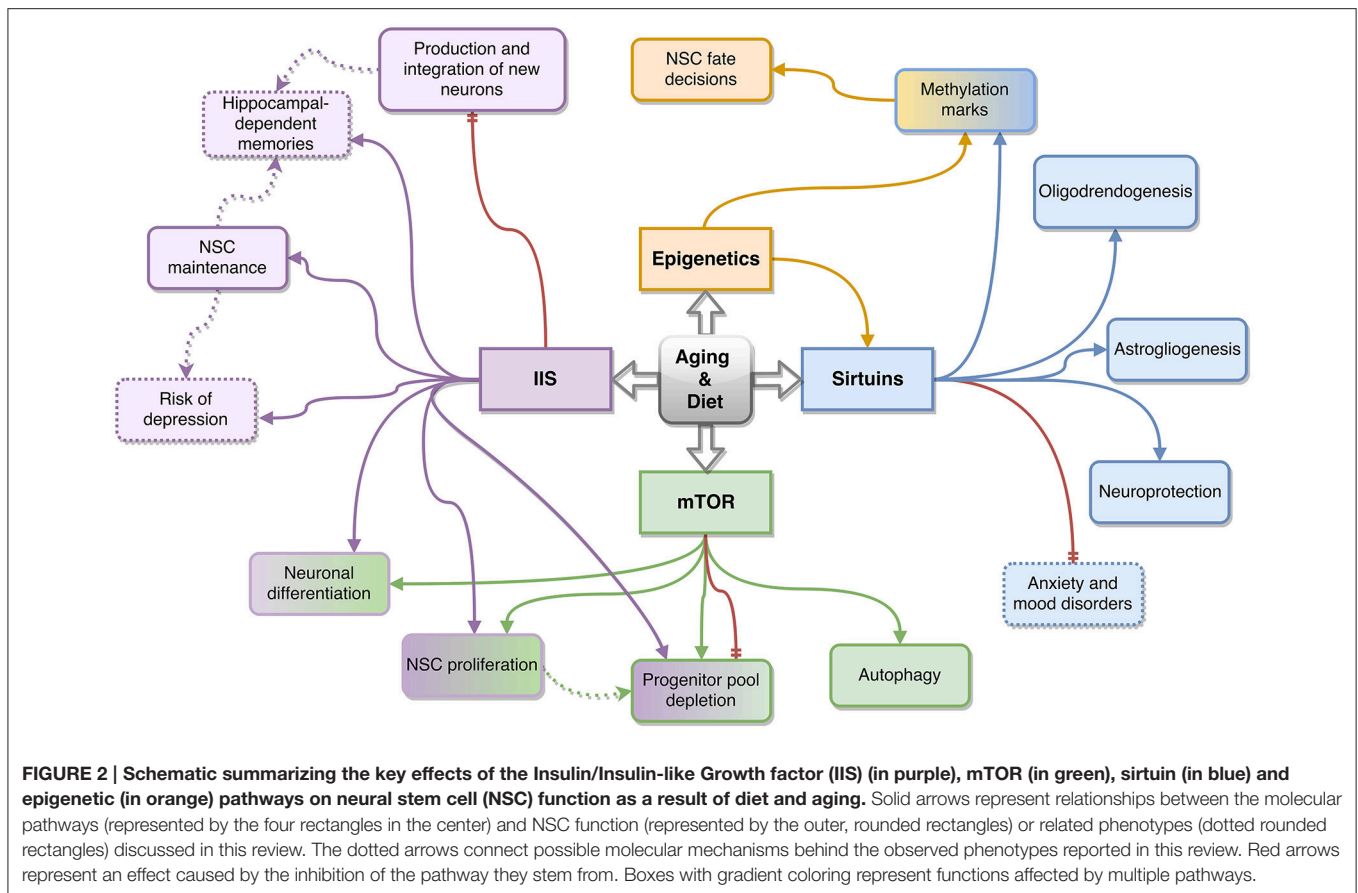 Production and
integration of new
neurons
Hippocampal-
dependent
memories
NSC
maintenance
Risk of
depression
NSC fate
decisions
Methylation
marks
Oligodrendogenesis
Epigenetics
IIS
Aging
&
Diet
Sirtuins
Astrogliogenesis
mTOR
Neuroprotection
Neuronal
differentiation
NSC proliferation
Progenitor pool
depletion
Autophagy
Anxiety and
mood disorders
FIGURE 2 | Schematic summarizing the key effects of the Insulin/Insulin-like Growth factor (IIS) (in purple), mTOR (in green), sirtuin (in blue) and
epigenetic (in orange) pathways on neural stem cell (NSC) function as a result of diet and aging. Solid arrows represent relationships between the molecular
pathways (represented by the four rectangles in the center) and NSC function (represented by the outer, rounded rectangles) or related phenotypes (dotted rounded
rectangles) discussed in this review. The dotted arrows connect possible molecular mechanisms behind the observed phenotypes reported in this review. Red arrows
represent an effect caused by the inhibition of the pathway they stem from. Boxes with gradient coloring represent functions affected by multiple pathways.